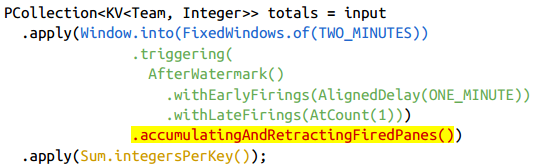 PCollection<KV<Team, Integer>> totals = input
.apply(Window.into(FixedWindows.of(TWO_MINUTES))
.triggering(
AfterWatermark()
.withEarlyFirings(AlignedDelay(ONE_MINUTE))
.withLateFirings(AtCount(1)))
.accumulatingAndRetractingFiredPanes())
.apply(Sum.integersPerKey());